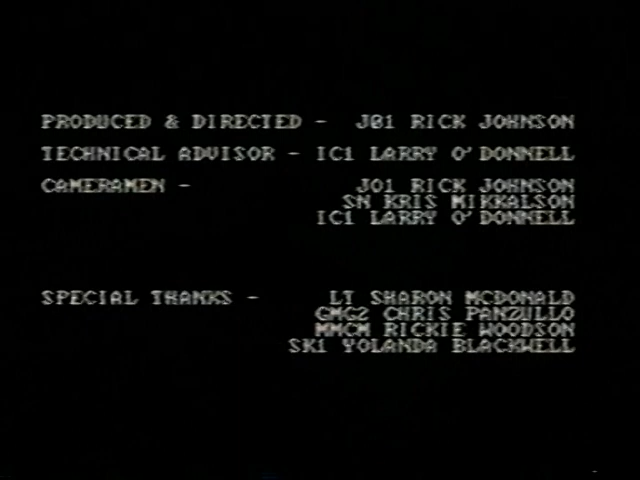 PRODUCED & DIRECTED - J01 RICK JOHNSON
TECHNICAL ADVISOR - IC1 LARRY O'DONNELL
CAMERAMEN - JO1 RICK JOHNSON
SN KRIS MIKKALSON
IC1 LARRY O'DONNELL
SPECIAL THANKS - LT SHARON MCDONALD
GMG2 CHRIS PANZULLO
MMCM RICKIE WOODSON
SK1 YOLANDA BLACKWELL